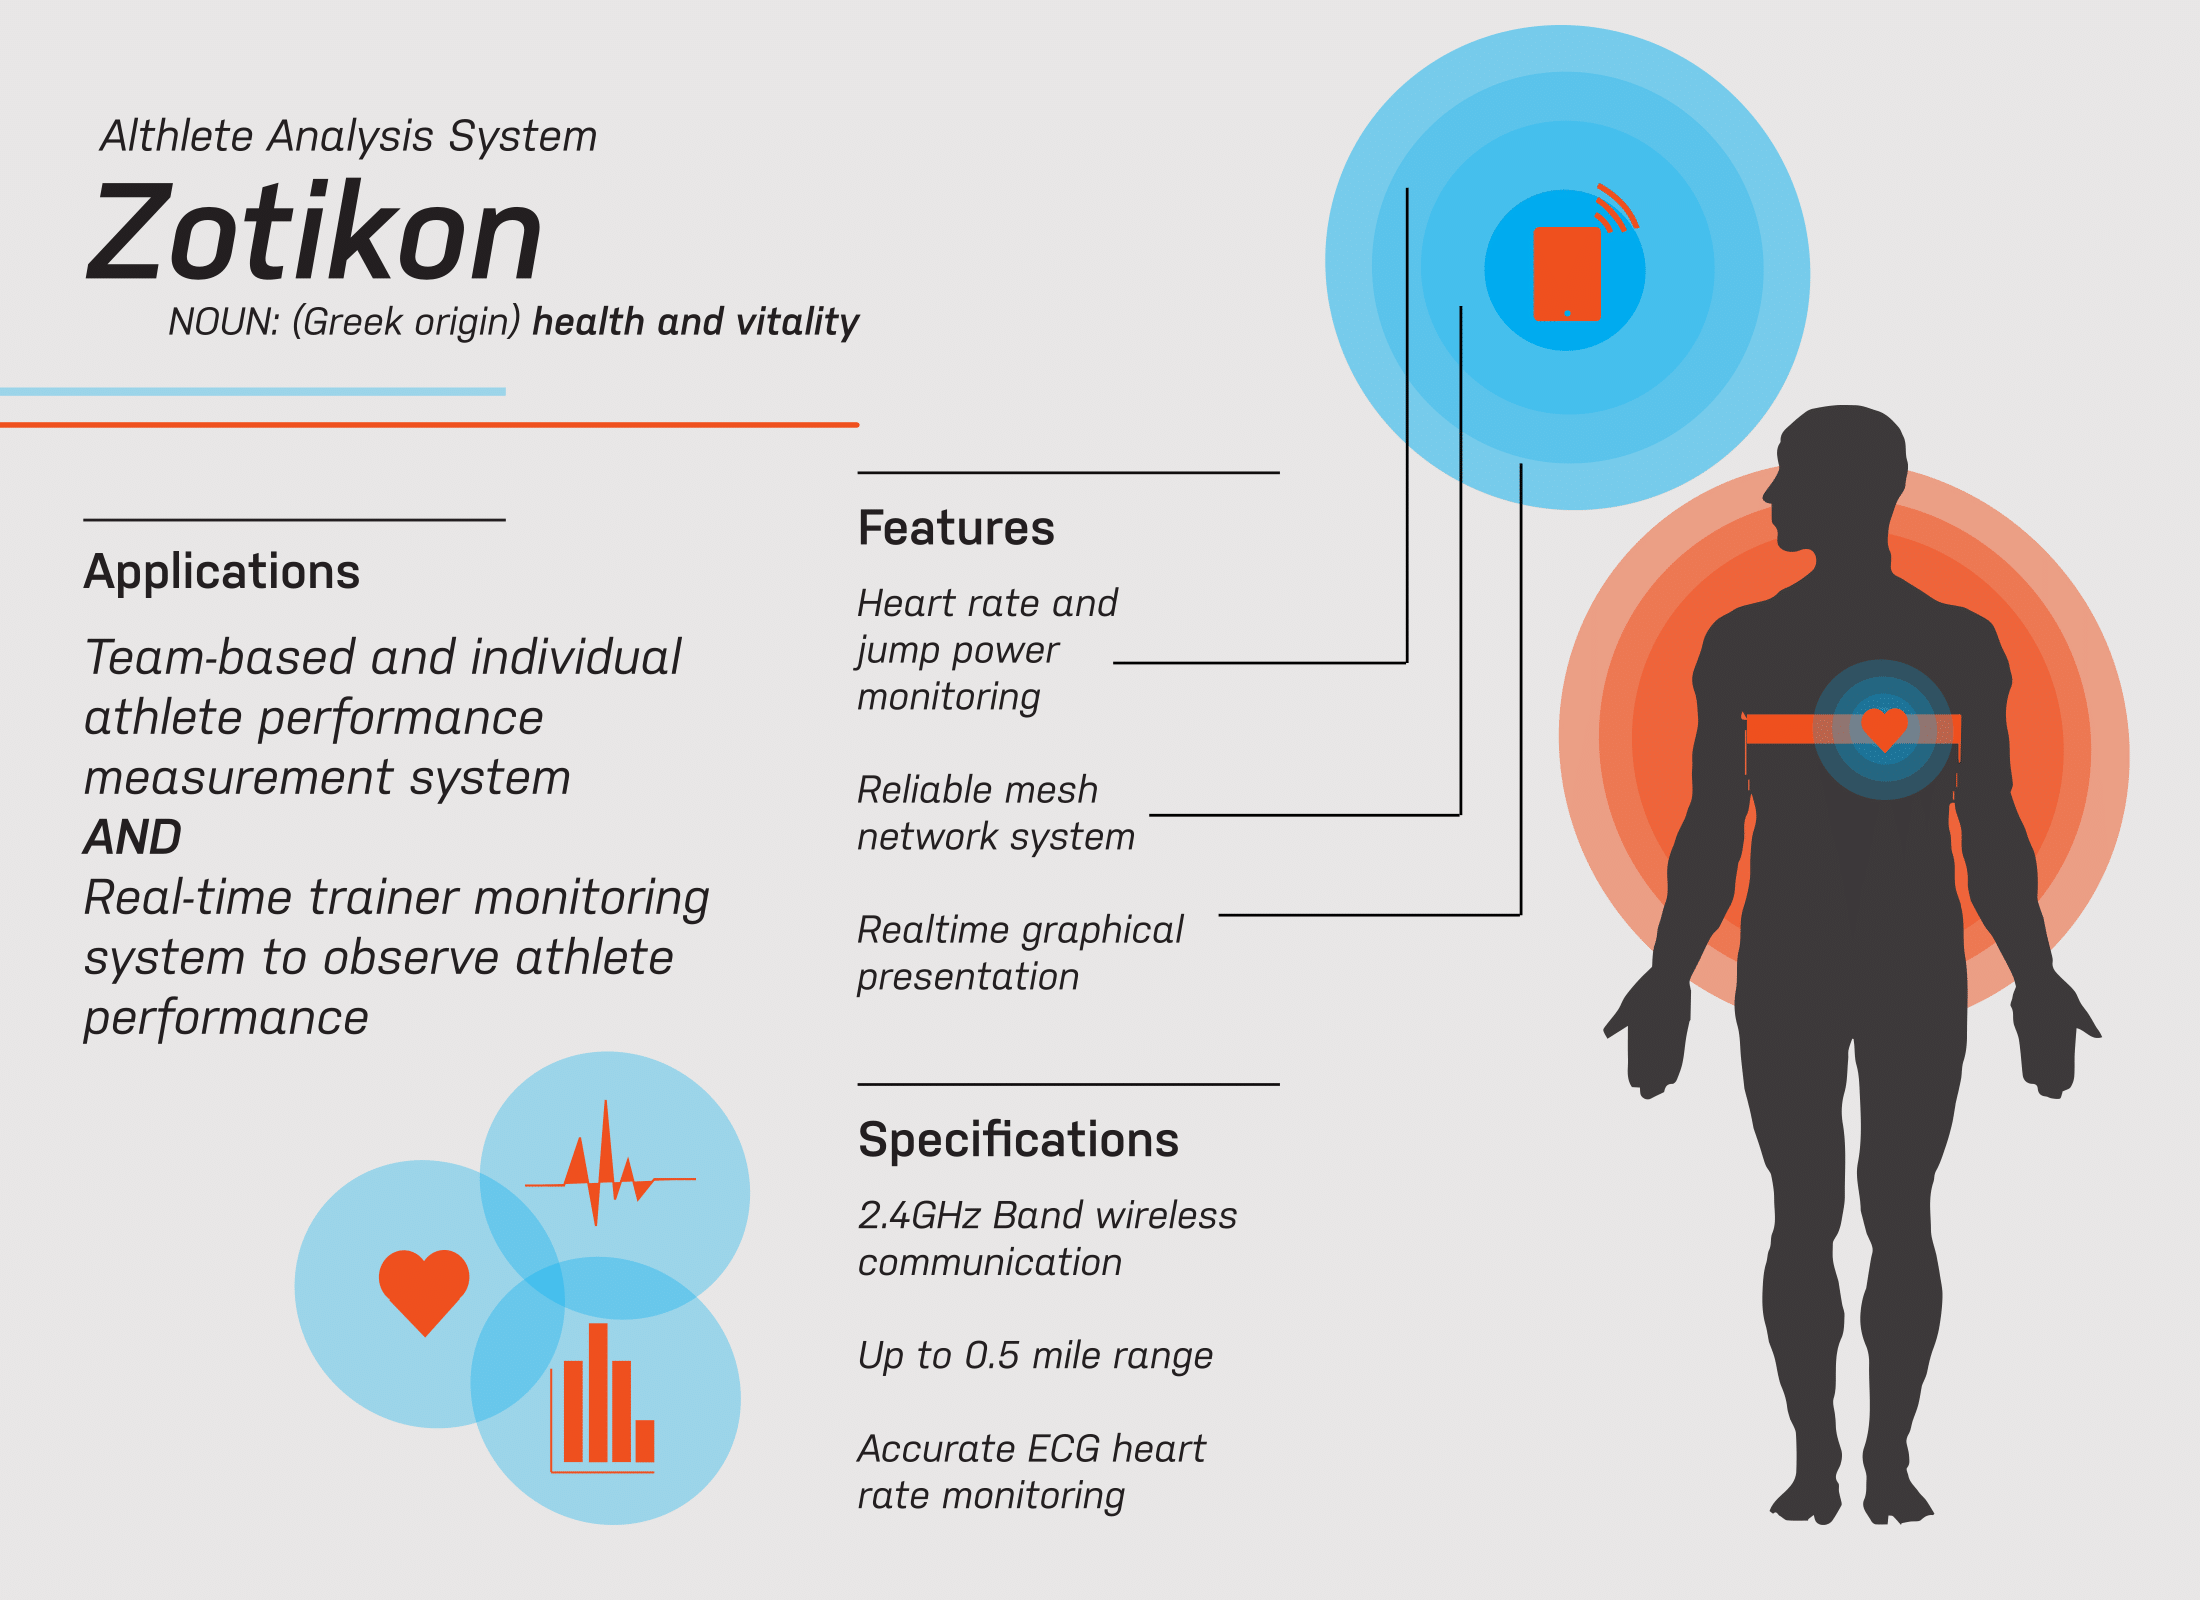 Althlete Analysis System
Zotikon
NOUN: (Greek origin) health and vitality
Applications
Team-based and individual
athlete performance
measurement system
AND
Real-time trainer monitoring
system to observe athlete
performance
Features
Heart rate and
jump power
monitoring
Reliable mesh
network system
Realtime graphical
presentation
Specifications
2.4GHz Band wireless
communication
Up to 0.5 mile range
Accurate ECG heart
rate monitoring